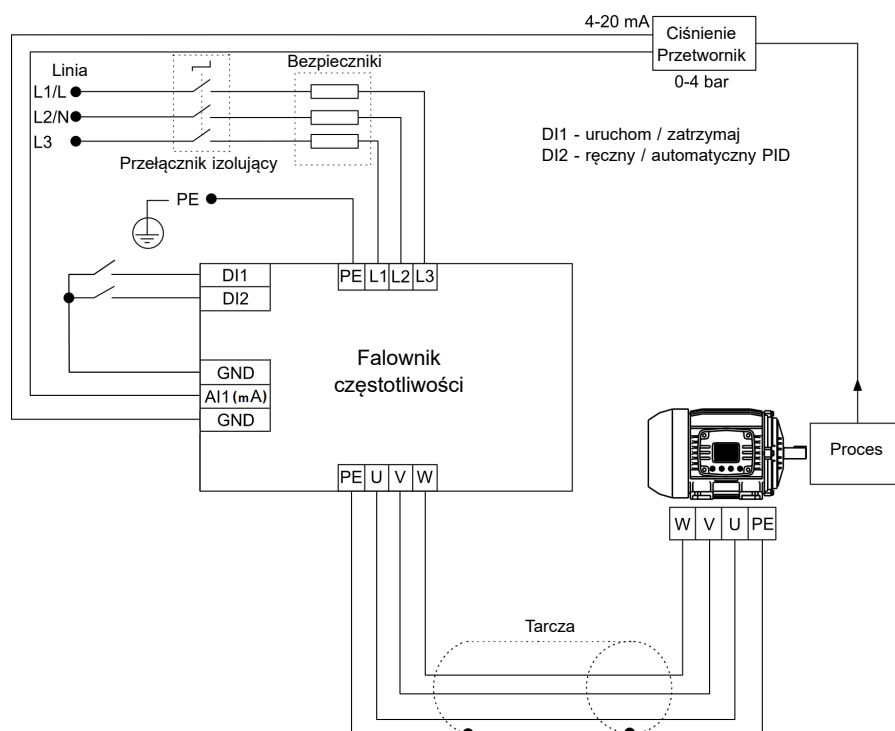 4-20 mA
Ciśnienie
Przetwornik
0-4 bar
Linia
Bezpieczniki
L1/L
L2/N
L3
Przełącznik izolujący
DI1 - uruchom / zatrzymaj
DI2 - ręczny / automatyczny PID
PE
DI1
DI2
PE L1 L2 L3
Falownik
częstotliwości
GND
AI1 (mA)
GND
PE U V W
Proces
W V U PE
Tarcza